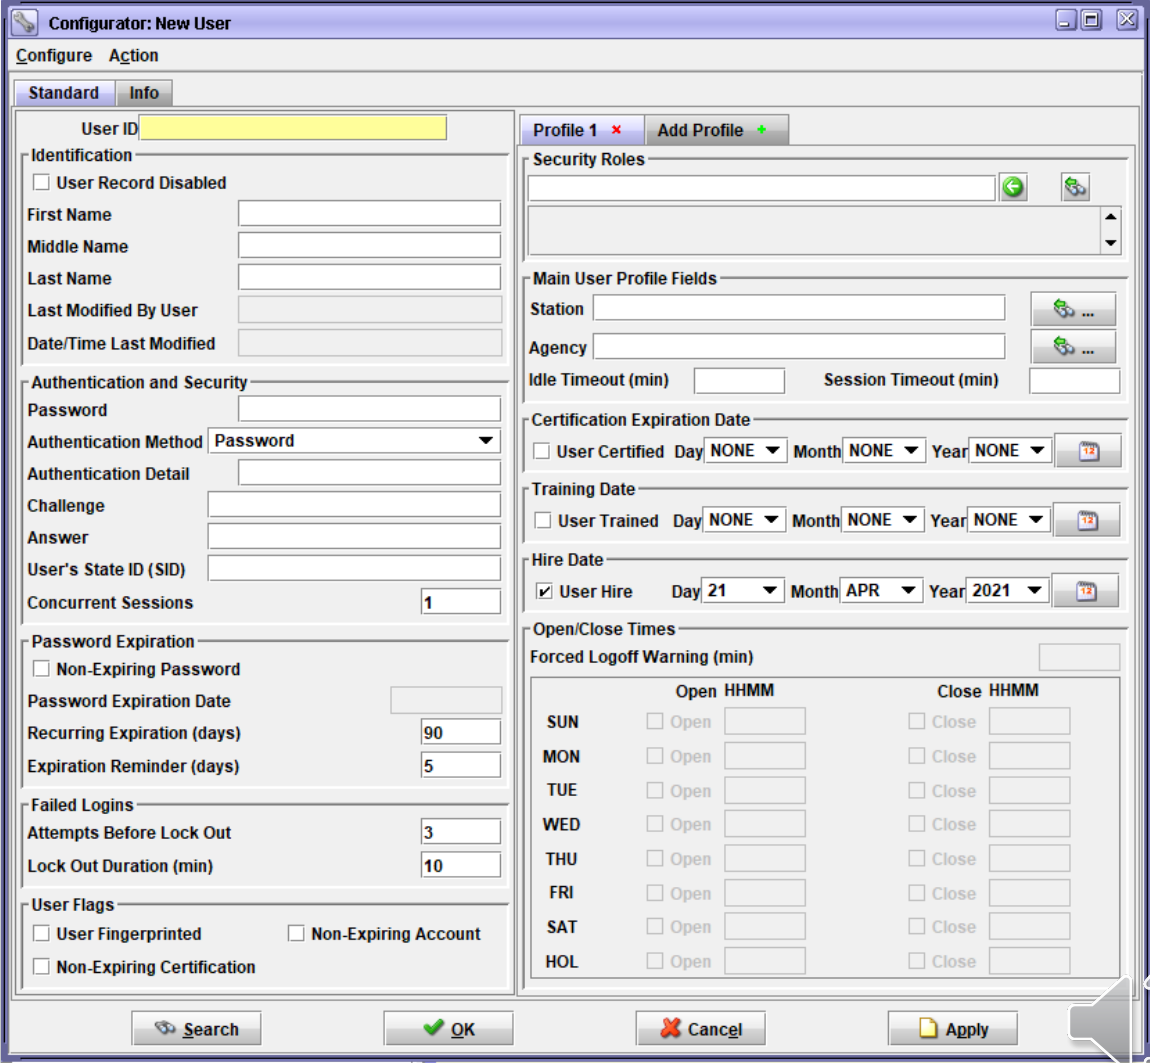 Configurator: New User
Configure Action
Standard Info
User ID
Identification
User Record Disabled
First Name
Middle Name
Last Name
Last Modified By User
Date/Time Last Modified
Authentication and Security
Password
Authentication Method Password
Authentication Detail
Challenge
Answer
User's State ID (SID)
Concurrent Sessions 1
Password Expiration
Non-Expiring Password
Password Expiration Date
Recurring Expiration (days) 90
Expiration Reminder (days) 5
Failed Logins
Attempts Before Lock Out 3
Lock Out Duration (min) 10
User Flags
User Fingerprinted Non-Expiring Account
Non-Expiring Certification
Profile 1 Add Profile
Security Roles
Main User Profile Fields
Station ...
Agency ...
Idle Timeout (min) Session Timeout (min)
Certification Expiration Date
User Certified Day NONE Month NONE Year NONE 12
Training Date
User Trained Day NONE Month NONE Year NONE 12
Hire Date
User Hire Day 21 Month APR Year 2021 12
Open/Close Times
Forced Logoff Warning (min)
Open HHMM Close HHMM
SUN Open Close
MON Open Close
TUE Open Close
WED Open Close
THU Open Close
FRI Open Close
SAT Open Close
HOL Open Close
Search OK Cancel Apply